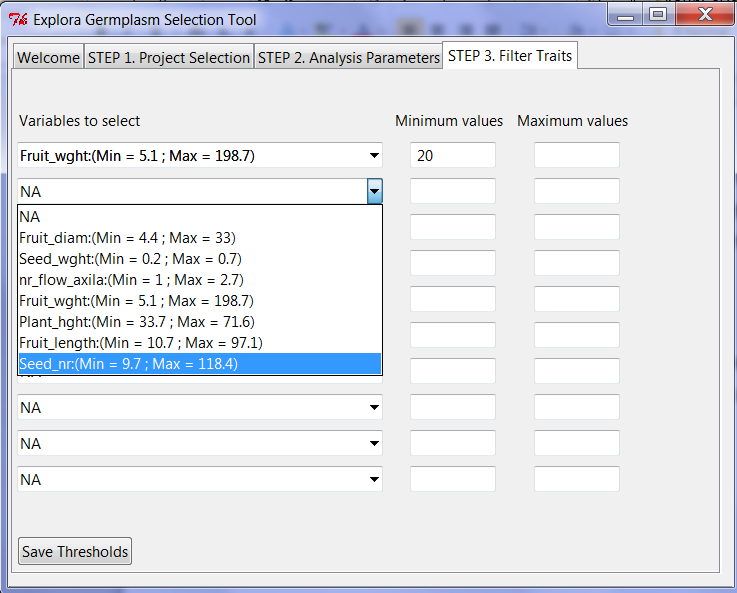 Explora Germplasm Selection Tool
Welcome STEP 1. Project Selection STEP 2. Analysis Parameters STEP 3. Filter Traits
Variables to select Minimum values Maximum values
Fruit_wght:(Min = 5.1 ; Max = 198.7) 20
NA
NA
Fruit_diam:(Min = 4.4 ; Max = 33)
Seed_wght:(Min = 0.2 ; Max = 0.7)
nr_flow_axila:(Min = 1 ; Max = 2.7)
Fruit_wght:(Min = 5.1 ; Max = 198.7)
Plant_hght:(Min = 33.7 ; Max = 71.6)
Fruit_length:(Min = 10.7 ; Max = 97.1)
Seed_nr:(Min = 9.7 ; Max = 118.4)
NA
NA
NA
Save Thresholds